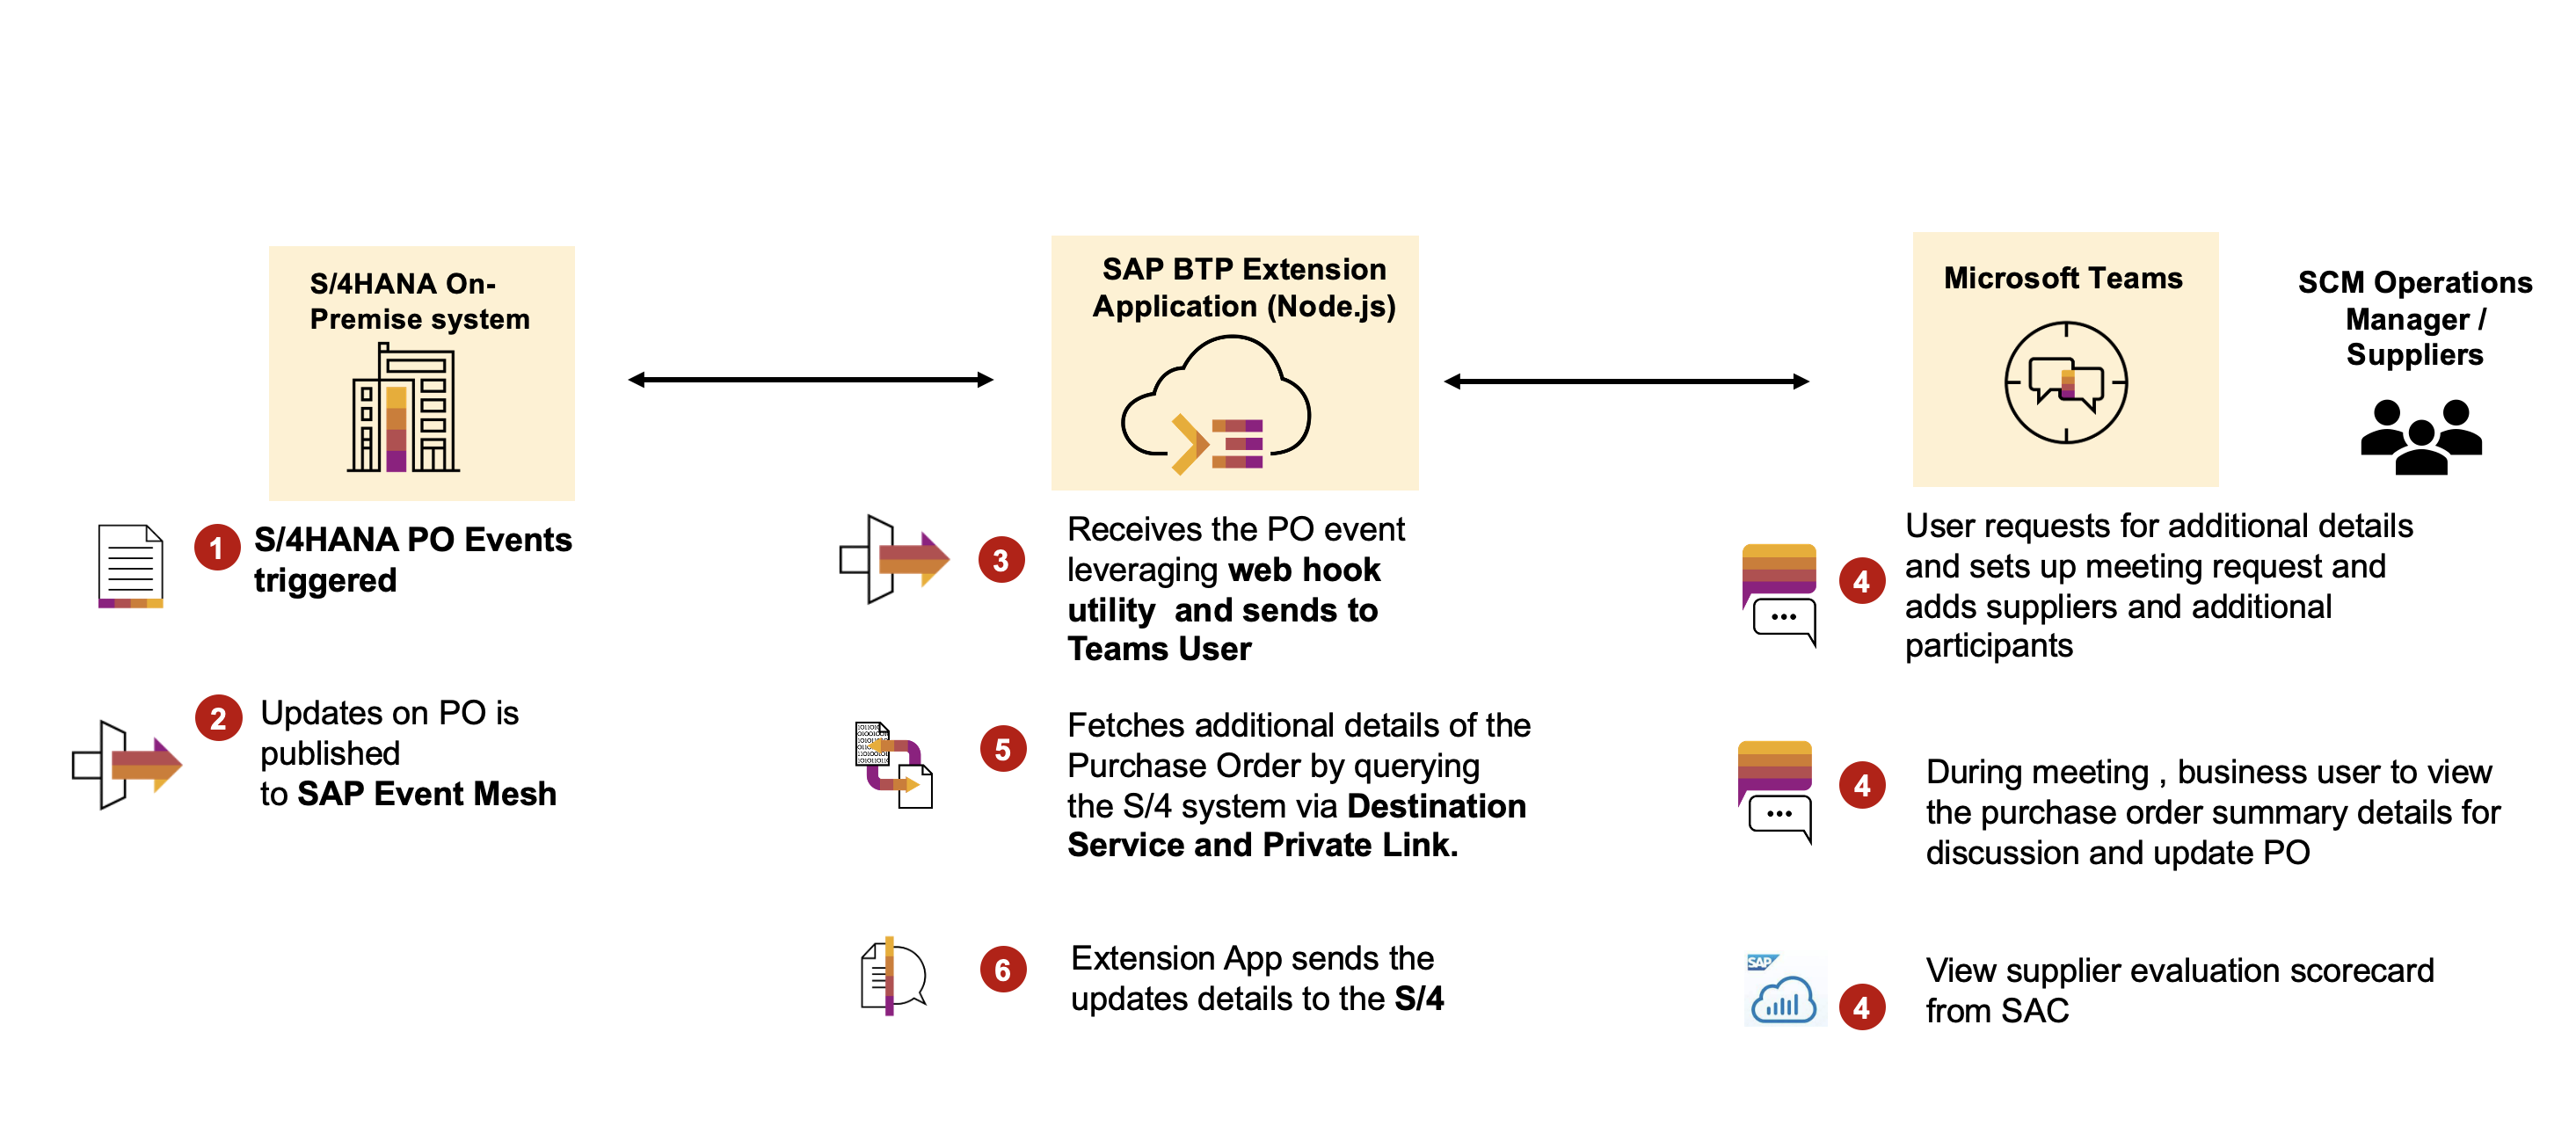 S/4HANA On-
Premise system
SAP BTP Extension
Application (Node.js)
Microsoft Teams
SCM Operations
Manager /
Suppliers
1
S/4HANA PO Events
triggered
2
Updates on PO is
published
to SAP Event Mesh
3
Receives the PO event
leveraging web hook
utility  and sends to
Teams User
5
Fetches additional details of the
Purchase Order by querying
the S/4 system via Destination
Service and Private Link.
6
Extension App sends the
updates details to the S/4
4
User requests for additional details
and sets up meeting request and
adds suppliers and additional
participants
4
During meeting , business user to view
the purchase order summary details for
discussion and update PO
SAP
4
View supplier evaluation scorecard
from SAC